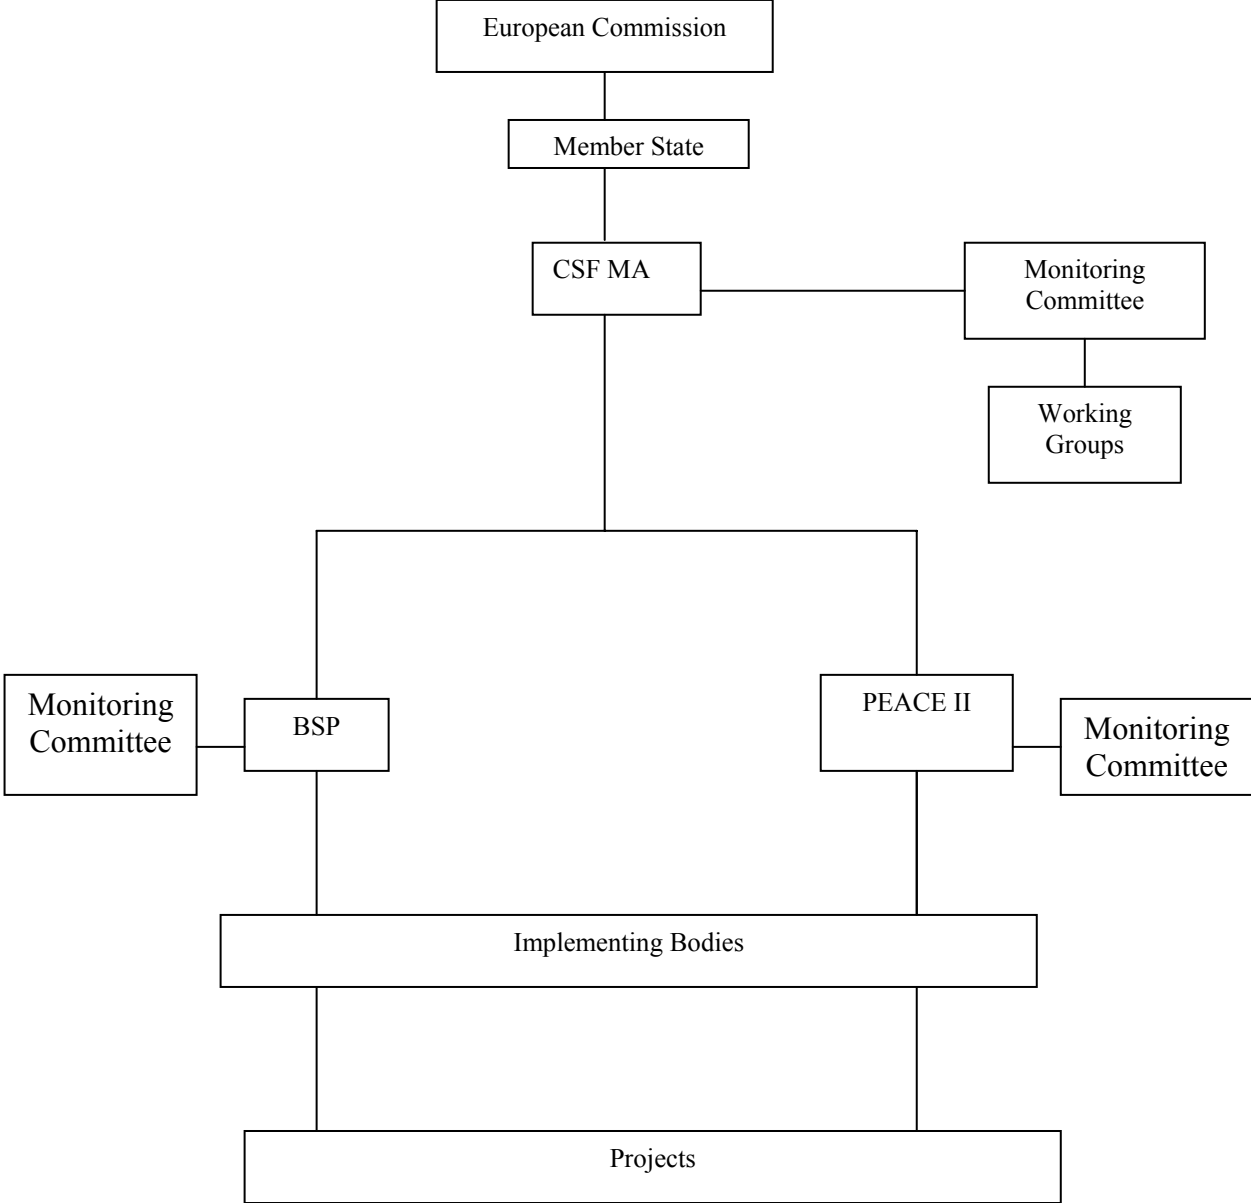 European Commission
Member State
CSF MA
Monitoring
Committee
Working
Groups
Monitoring
Committee
BSP
PEACE II
Monitoring
Committee
Implementing Bodies
Projects